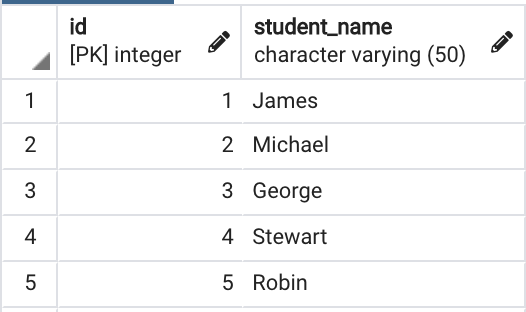 id student_name
[PK] integer character varying (50)
1 1 James
2 2 Michael
3 3 George
4 4 Stewart
5 5 Robin